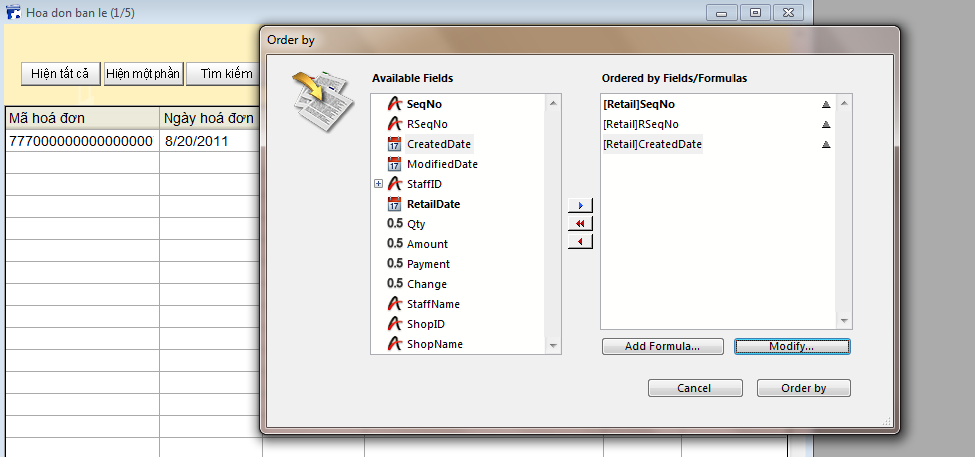 Hoa don ban le (1/5)
Hiện tất cả
Hiện một phần
Tìm kiếm
Mã hoá đơn
Ngày hoá đơn
777000000000000000
8/20/2011
Order by
Available Fields
SeqNo
RSeqNo
17 CreatedDate
17 ModifiedDate
StaffID
17 RetailDate
0.5 Qty
0.5 Amount
0.5 Payment
0.5 Change
StaffName
ShopID
ShopName
Ordered by Fields/Formulas
[Retail]SeqNo
[Retail]RSeqNo
[Retail]CreatedDate
Add Formula...
Modify...
Cancel
Order by